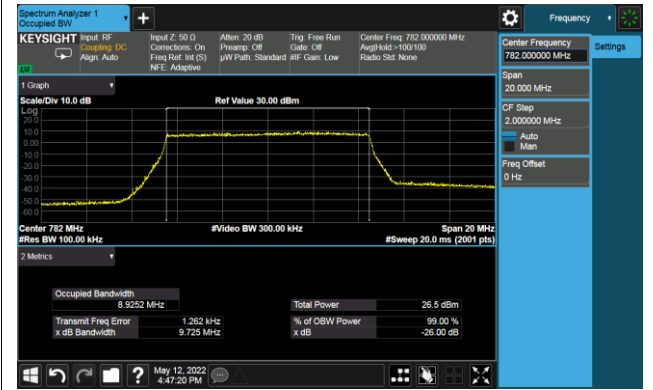 Spectrum Analyzer 1
Occupied BW
Frequency
KEYSIGHT
Input: RF
Coupling: DC
Align: Auto
Input Z: 50 Ω
Corrections: On
Freq Ref: Int (S)
NFE: Adaptive
Atten: 20 dB
Preamp: Off
µW Path: Standard
Trig: Free Run
Gate: Off
#IF Gain: Low
Center Freq: 782.000000 MHz
Avg|Hold:>100/100
Radio Std: None
Center Frequency
782.000000 MHz
Settings
Span
20.000 MHz
CF Step
2.000000 MHz
Auto
Man
Freq Offset
0 Hz
1 Graph
Scale/Div 10.0 dB
Ref Value 30.00 dBm
Log
20.0
10.0
0.00
-10.0
-20.0
-30.0
-40.0
-50.0
-60.0
Center 782 MHz
#Video BW 300.00 kHz
Span 20 MHz
#Res BW 100.00 kHz
#Sweep 20.0 ms (2001 pts)
2 Metrics
Occupied Bandwidth
8.9252 MHz
Total Power 26.5 dBm
Transmit Freq Error 1.262 kHz
% of OBW Power 99.00 %
x dB Bandwidth 9.725 MHz
x dB -26.00 dB
?
May 12, 2022
4:47:20 PM